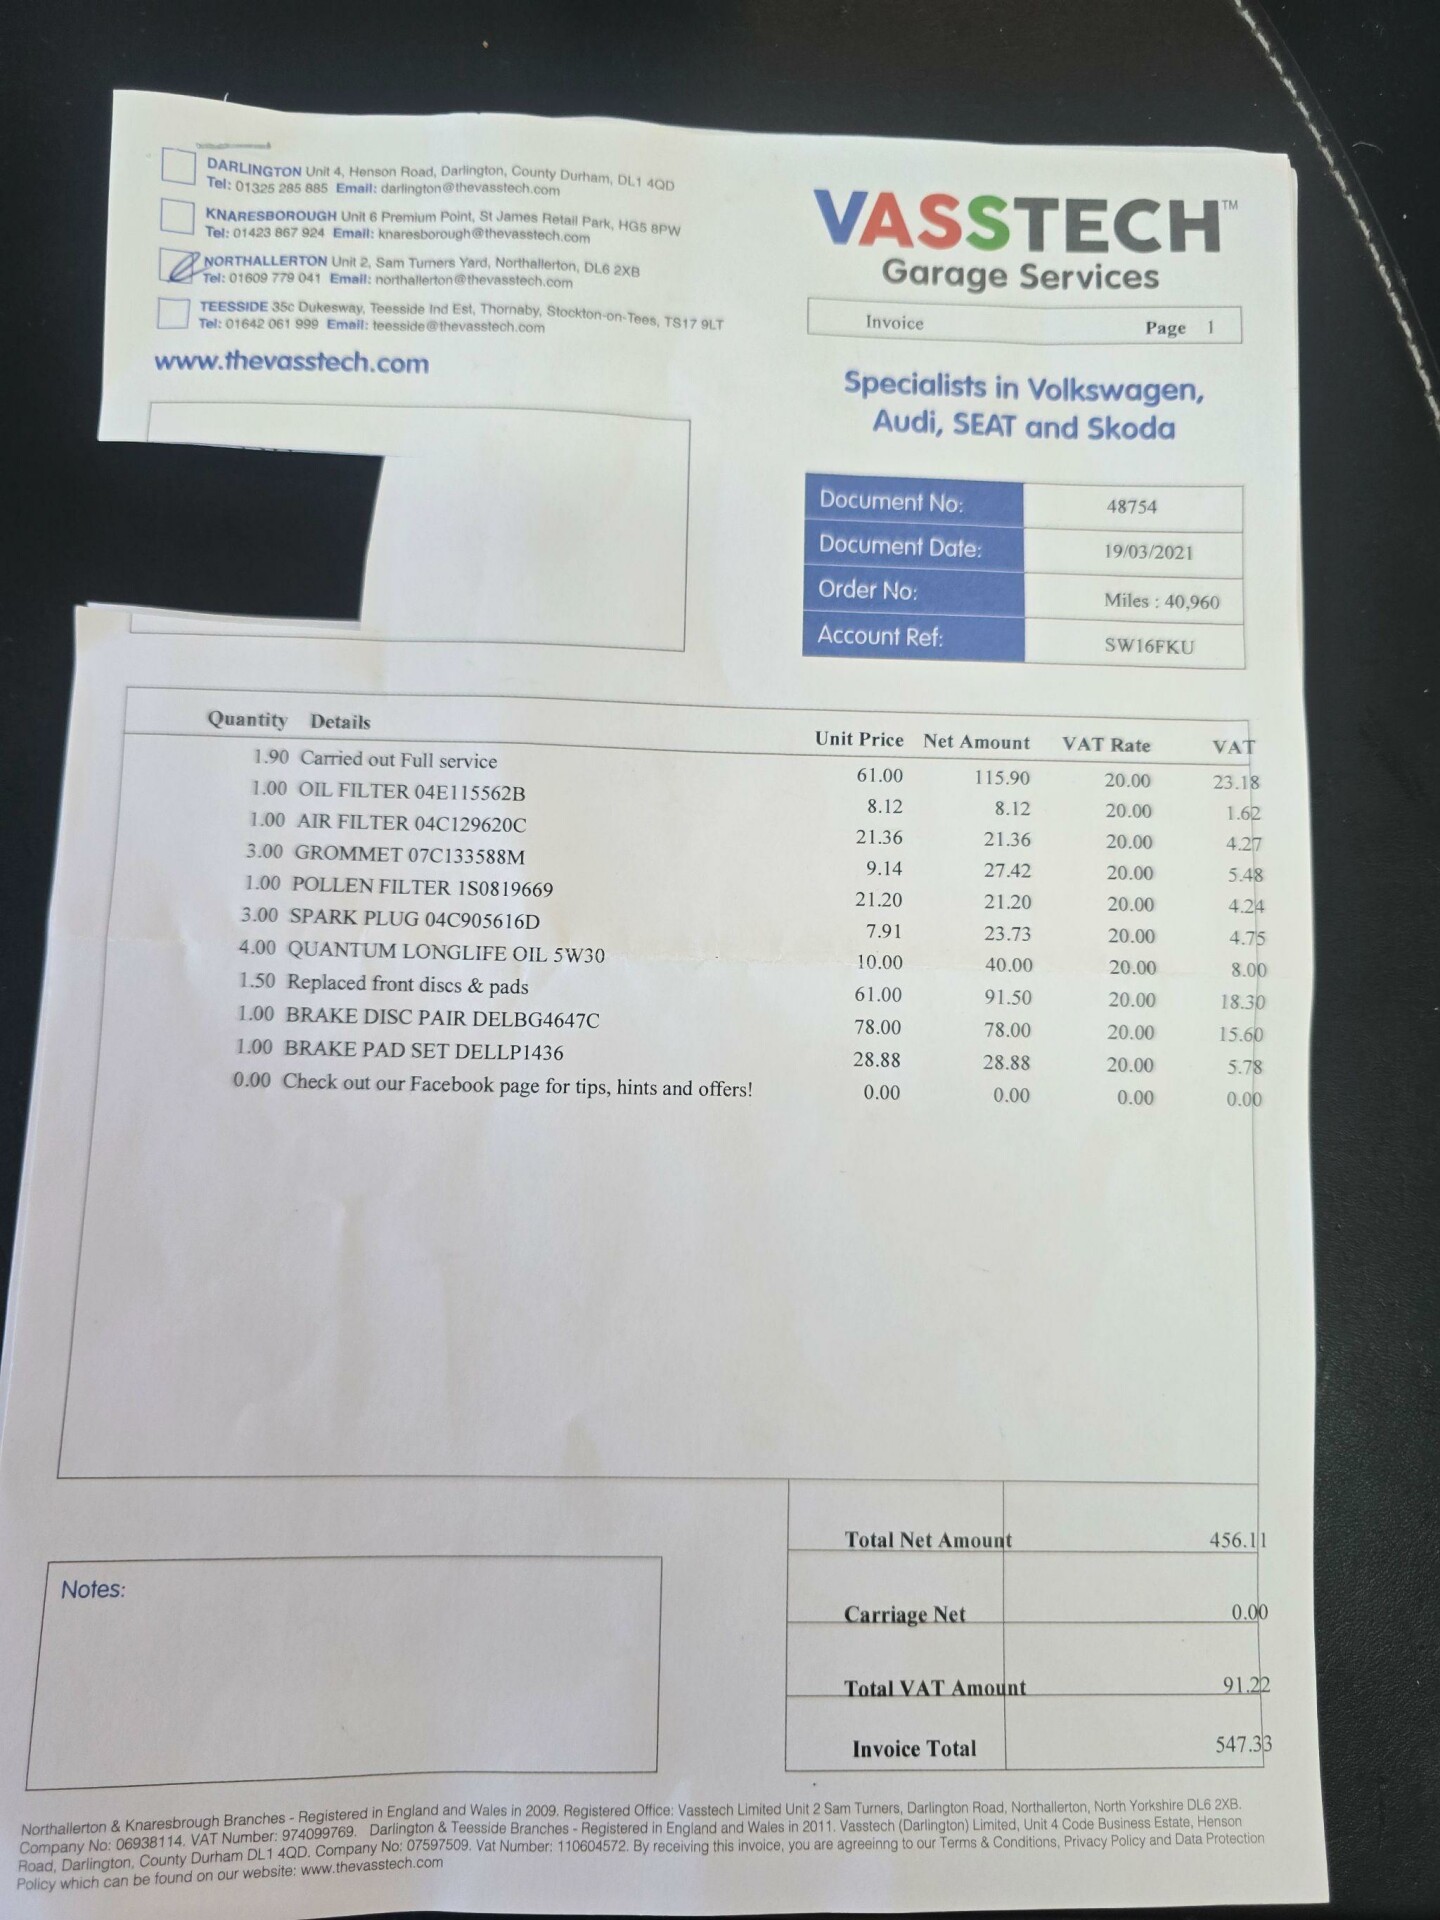 DARLINGTON Unit 4, Henson Road, Darlington, County Durham, DL1 4QD
Tel: 01325 285 885 Email: darlington@thevasstech.com
KNARESBOROUGH Unit 6 Premium Point, St James Retail Park, HG5 8PW
Tel: 01423 867 924 Email: knaresborough@thevasstech.com
NORTHALLERTON Unit 2, Sam Turners Yard, Northallerton, DL6 2XB
Tel: 01609 779 041 Email: northallerton@thevasstech.com
TEESSIDE 35c Dukesway, Teesside Ind Est, Thornaby, Stockton-on-Tees, TS17 9LT
Tel: 01642 061 999 Email: teesside@thevasstech.com
www.thevasstech.com
VASSTECH™
Garage Services
Invoice Page 1
Specialists in Volkswagen,
Audi, SEAT and Skoda
Document No: 48754
Document Date: 19/03/2021
Order No: Miles : 40,960
Account Ref: SW16FKU
Quantity Details Unit Price Net Amount VAT Rate VAT
1.90 Carried out Full service 61.00 115.90 20.00 23.18
1.00 OIL FILTER 04E115562B 8.12 8.12 20.00 1.62
1.00 AIR FILTER 04C129620C 21.36 21.36 20.00 4.27
3.00 GROMMET 07C133588M 9.14 27.42 20.00 5.48
1.00 POLLEN FILTER 1S0819669 21.20 21.20 20.00 4.24
3.00 SPARK PLUG 04C905616D 7.91 23.73 20.00 4.75
4.00 QUANTUM LONGLIFE OIL 5W30 10.00 40.00 20.00 8.00
1.50 Replaced front discs & pads 61.00 91.50 20.00 18.30
1.00 BRAKE DISC PAIR DELBG4647C 78.00 78.00 20.00 15.60
1.00 BRAKE PAD SET DELLP1436 28.88 28.88 20.00 5.78
0.00 Check out our Facebook page for tips, hints and offers! 0.00 0.00 0.00 0.00
Total Net Amount 456.11
Carriage Net 0.00
Total VAT Amount 91.22
Invoice Total 547.33
Notes:
Northallerton & Knaresbrough Branches - Registered in England and Wales in 2009. Registered Office: Vasstech Limited Unit 2 Sam Turners, Darlington Road, Northallerton, North Yorkshire DL6 2XB.
Company No: 06938114. VAT Number: 974099769. Darlington & Teesside Branches - Registered in England and Wales in 2011. Vasstech (Darlington) Limited, Unit 4 Code Business Estate, Henson
Road, Darlington, County Durham DL1 4QD. Company No: 07597509. Vat Number: 110604572. By receiving this invoice, you are agreeinng to our Terms & Conditions, Privacy Policy and Data Protection
Policy which can be found on our website: www.thevasstech.com